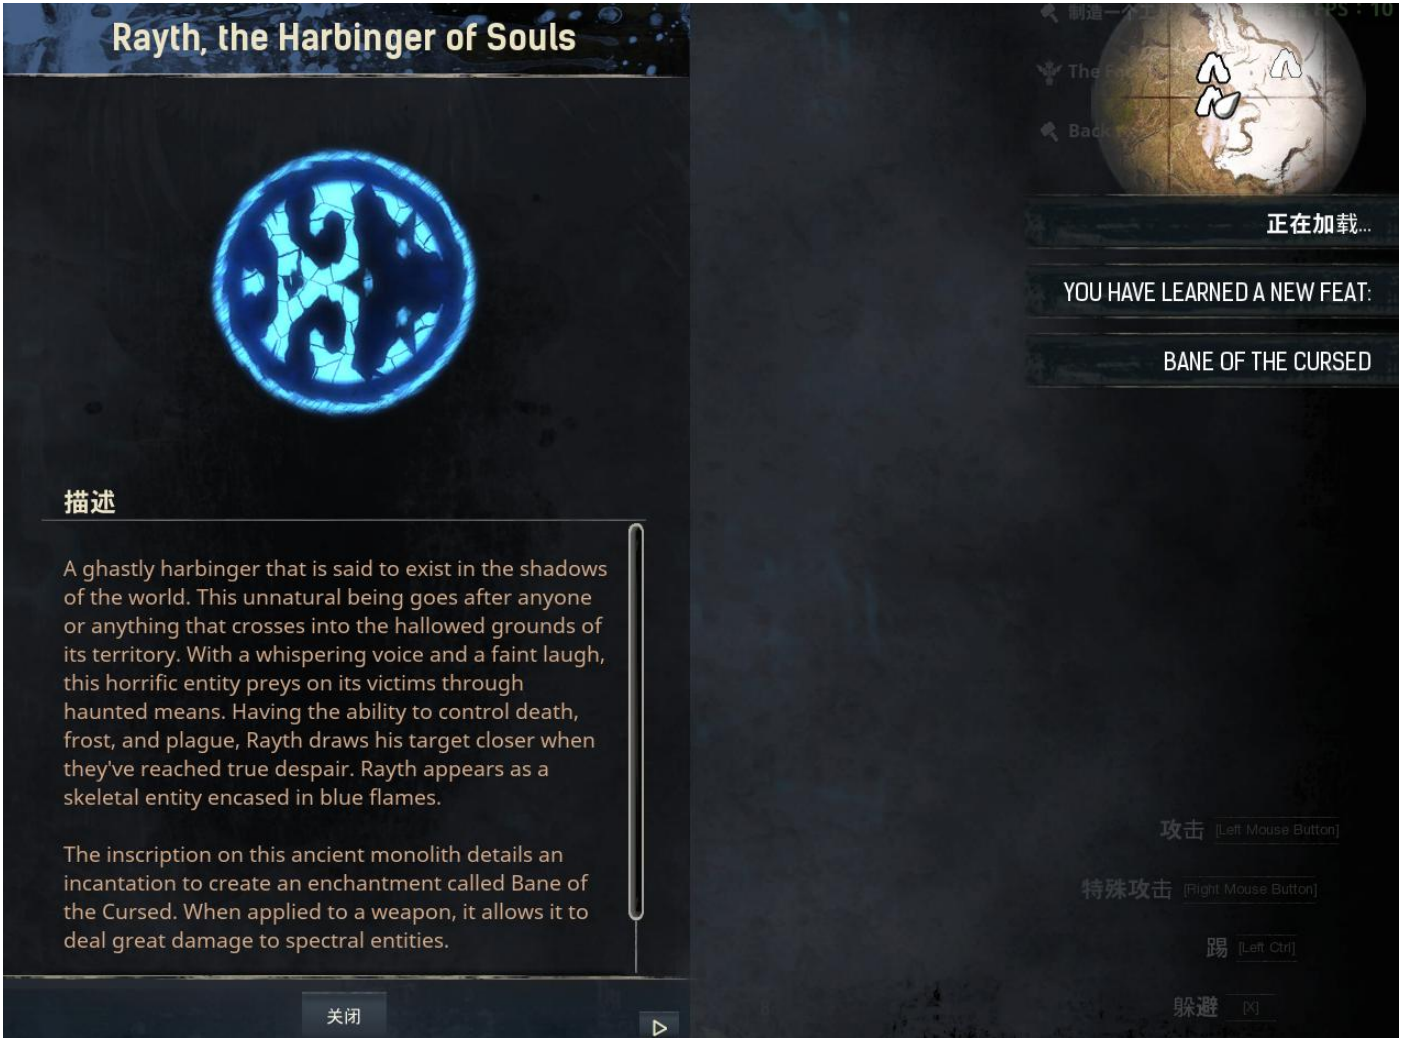 Rayth, the Harbinger of Souls
描述
A ghastly harbinger that is said to exist in the shadows
of the world. This unnatural being goes after anyone
or anything that crosses into the hallowed grounds of
its territory. With a whispering voice and a faint laugh,
this horrific entity preys on its victims through
haunted means. Having the ability to control death,
frost, and plague, Rayth draws his target closer when
they've reached true despair. Rayth appears as a
skeletal entity encased in blue flames.
The inscription on this ancient monolith details an
incantation to create an enchantment called Bane of
the Cursed. When applied to a weapon, it allows it to
deal great damage to spectral entities.
关闭
制造一个工
FPS : 10
The
Back
正在加载...
YOU HAVE LEARNED A NEW FEAT:
BANE OF THE CURSED
攻击 [Left Mouse Button]
特殊攻击 [Right Mouse Button]
踢 [Left Ctrl]
躲避 [X]